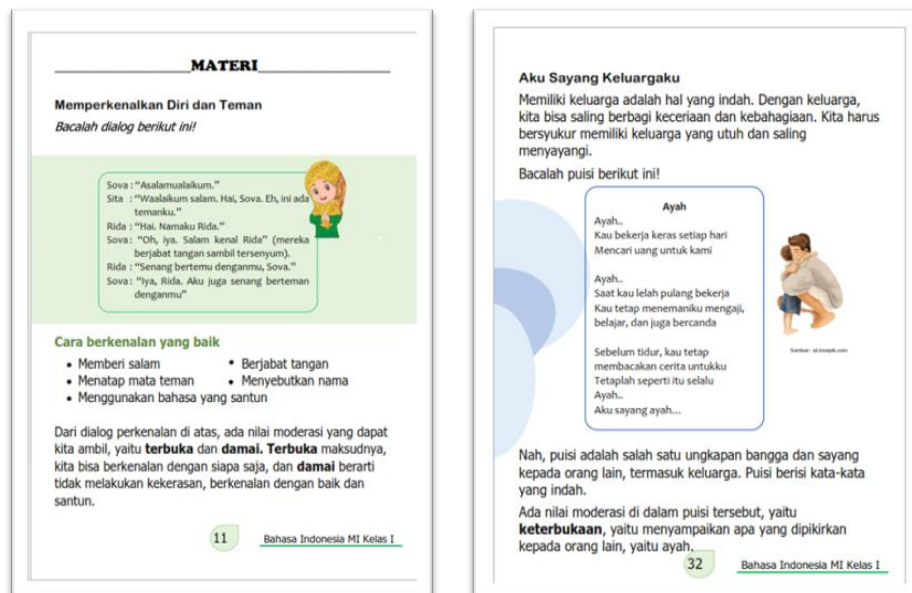 MATERI
Memperkenalkan Diri dan Teman
Bacalah dialog berikut ini!
Sova : "Asalamualaikum."
Sita : "Waalaikum salam. Hai, Sova. Eh, ini ada
temanku."
Rida : "Hai. Namaku Rida."
Sova : "Oh, iya. Salam kenal Rida" (mereka
berjabat tangan sambil tersenyum).
Rida : "Senang bertemu denganmu, Sova."
Sova : "Iya, Rida. Aku juga senang berteman
denganmu"
Cara berkenalan yang baik
• Memberi salam
• Menatap mata teman
• Menggunakan bahasa yang santun
• Berjabat tangan
• Menyebutkan nama
Dari dialog perkenalan di atas, ada nilai moderasi yang dapat
kita ambil, yaitu terbuka dan damai. Terbuka maksudnya,
kita bisa berkenalan dengan siapa saja, dan damai berarti
tidak melakukan kekerasan, berkenalan dengan baik dan
santun.
11
Bahasa Indonesia MI Kelas I
Aku Sayang Keluargaku
Memiliki keluarga adalah hal yang indah. Dengan keluarga,
kita bisa saling berbagi keceriaan dan kebahagiaan. Kita harus
bersyukur memiliki keluarga yang utuh dan saling
menyayangi.
Bacalah puisi berikut ini!
Ayah
Ayah..
Kau bekerja keras setiap hari
Mencari uang untuk kami
Ayah..
Saat kau lelah pulang bekerja
Kau tetap menemaniku mengaji,
belajar, dan juga bercanda
Sebelum tidur, kau tetap
membacakan cerita untukku
Tetaplah seperti itu selalu
Ayah..
Aku sayang ayah...
Sumber: id.freepik.com
Nah, puisi adalah salah satu ungkapan bangga dan sayang
kepada orang lain, termasuk keluarga. Puisi berisi kata-kata
yang indah.
Ada nilai moderasi di dalam puisi tersebut, yaitu
keterbukaan, yaitu menyampaikan apa yang dipikirkan
kepada orang lain, yaitu ayah.
32
Bahasa Indonesia MI Kelas I